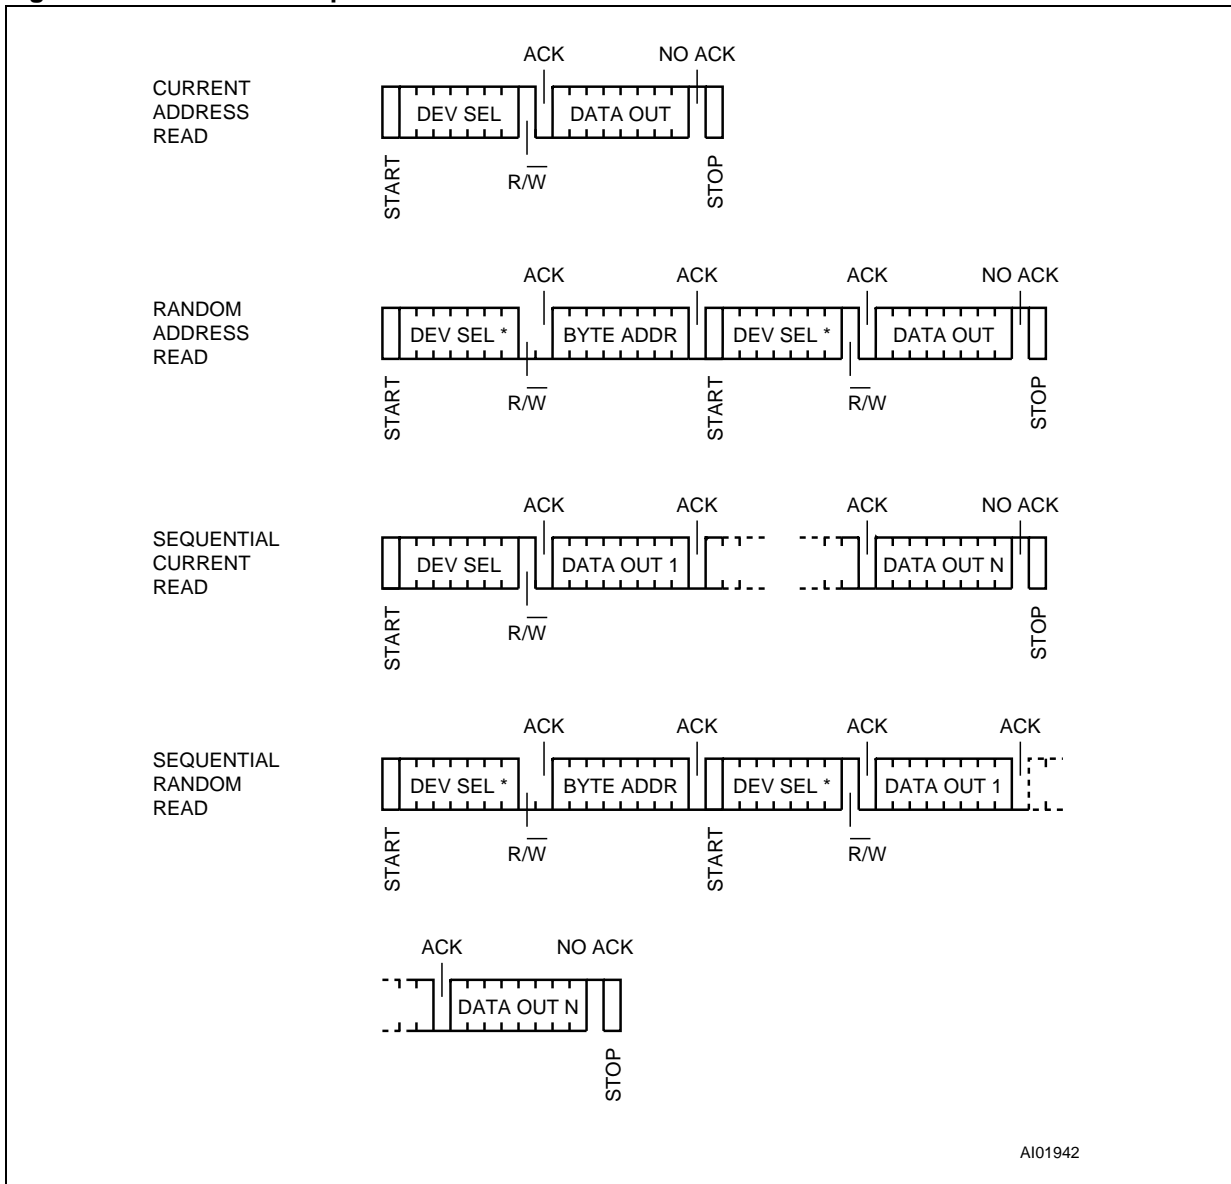 ACK NO ACK
CURRENT
ADDRESS
READ
DEV SEL DATA OUT
START R/W̅ STOP
ACK ACK ACK NO ACK
RANDOM
ADDRESS
READ
DEV SEL * BYTE ADDR DEV SEL * DATA OUT
START R/W̅ START R̅/W STOP
ACK ACK ACK NO ACK
SEQUENTIAL
CURRENT
READ
DEV SEL DATA OUT 1 DATA OUT N
START R/W̅ STOP
ACK ACK ACK ACK
SEQUENTIAL
RANDOM
READ
DEV SEL * BYTE ADDR DEV SEL * DATA OUT 1
START R/W̅ START R̅/W
ACK NO ACK
DATA OUT N
STOP
AI01942